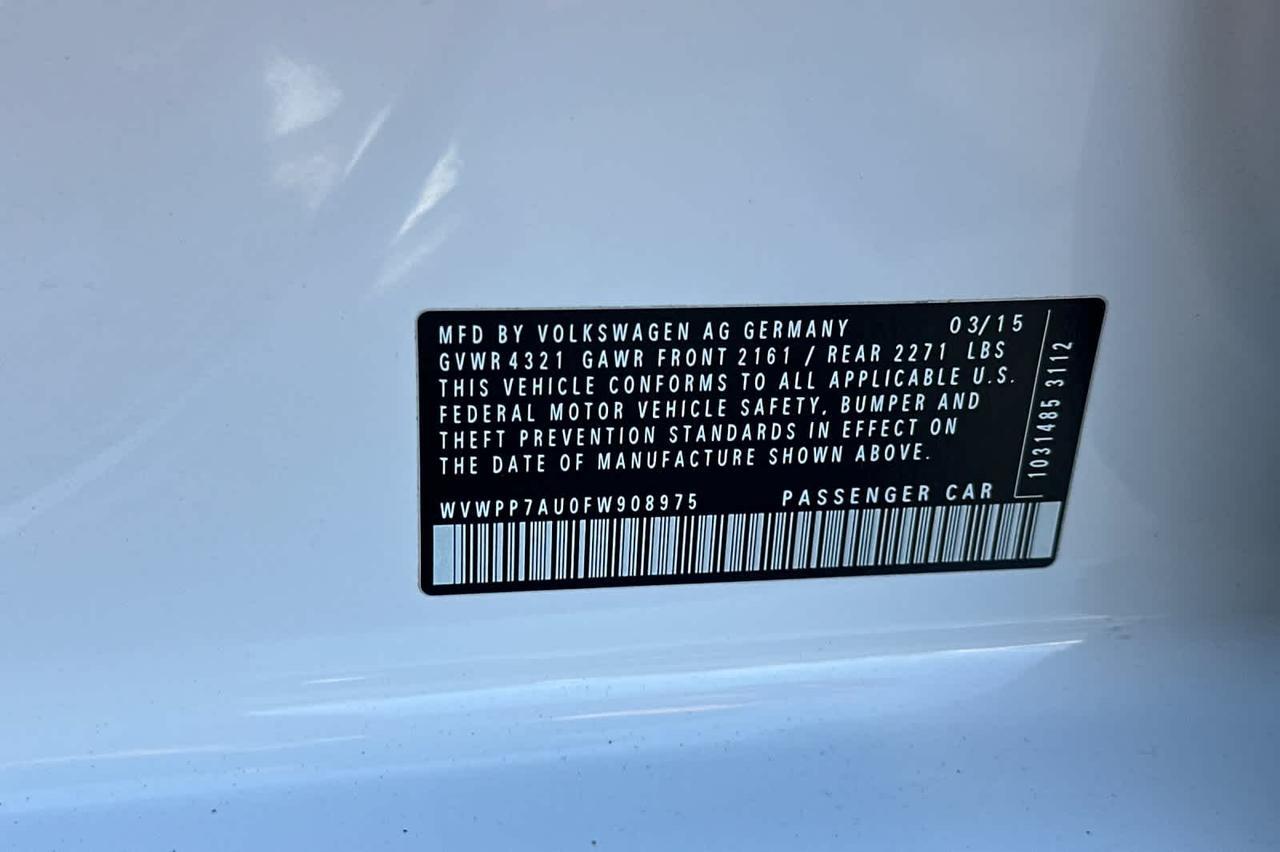 MFD BY VOLKSWAGEN AG GERMANY 03/15
GVWR 4321 GAWR FRONT 2161 / REAR 2271 LBS
THIS VEHICLE CONFORMS TO ALL APPLICABLE U.S.
FEDERAL MOTOR VEHICLE SAFETY, BUMPER AND
THEFT PREVENTION STANDARDS IN EFFECT ON
THE DATE OF MANUFACTURE SHOWN ABOVE.
WVWPP7AU0FW908975 PASSENGER CAR
1031485 3112